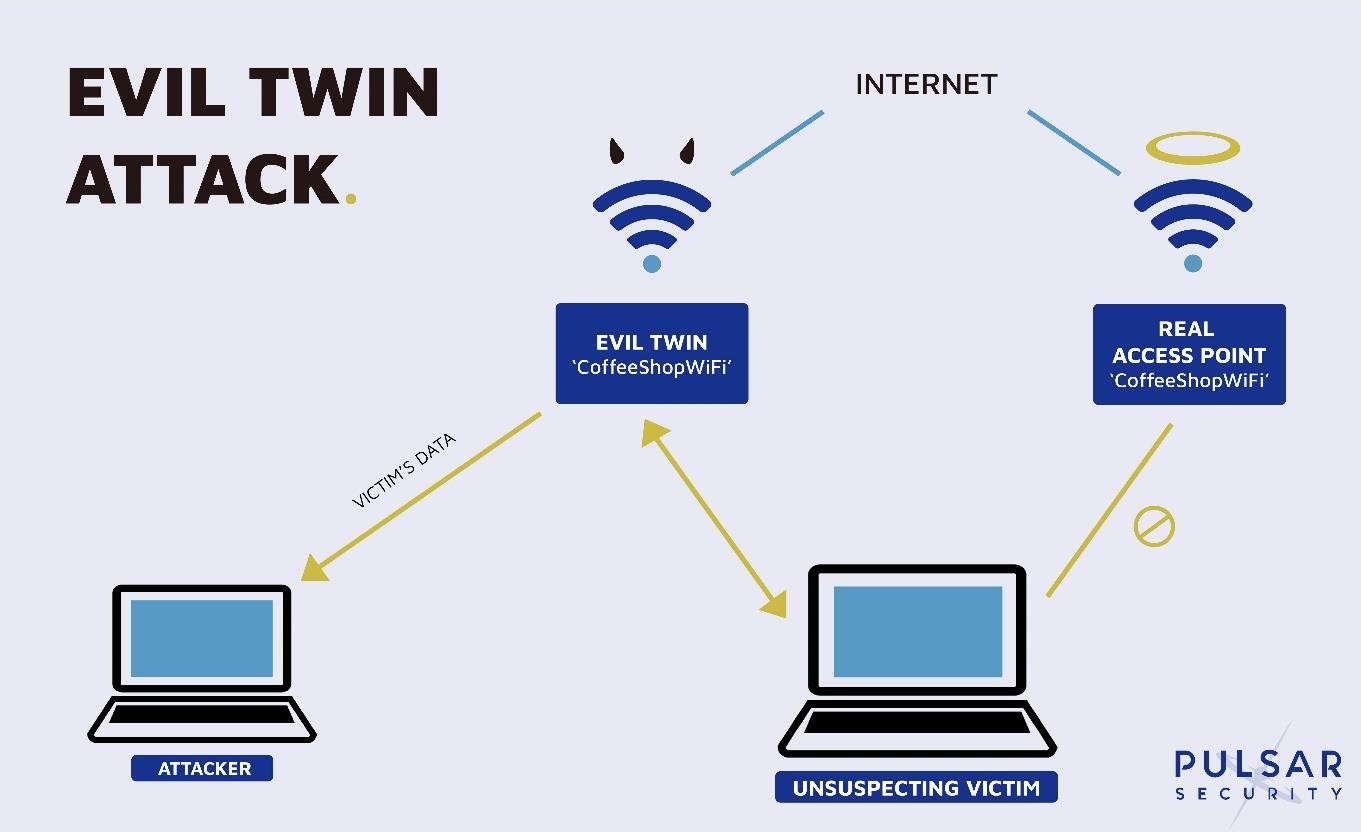 EVIL TWIN
ATTACK.
INTERNET
EVIL TWIN
‘CoffeeShopWiFi’
REAL
ACCESS POINT
‘CoffeeShopWiFi’
VICTIM’S DATA
ATTACKER
UNSUSPECTING VICTIM
PULSAR
SECURITY